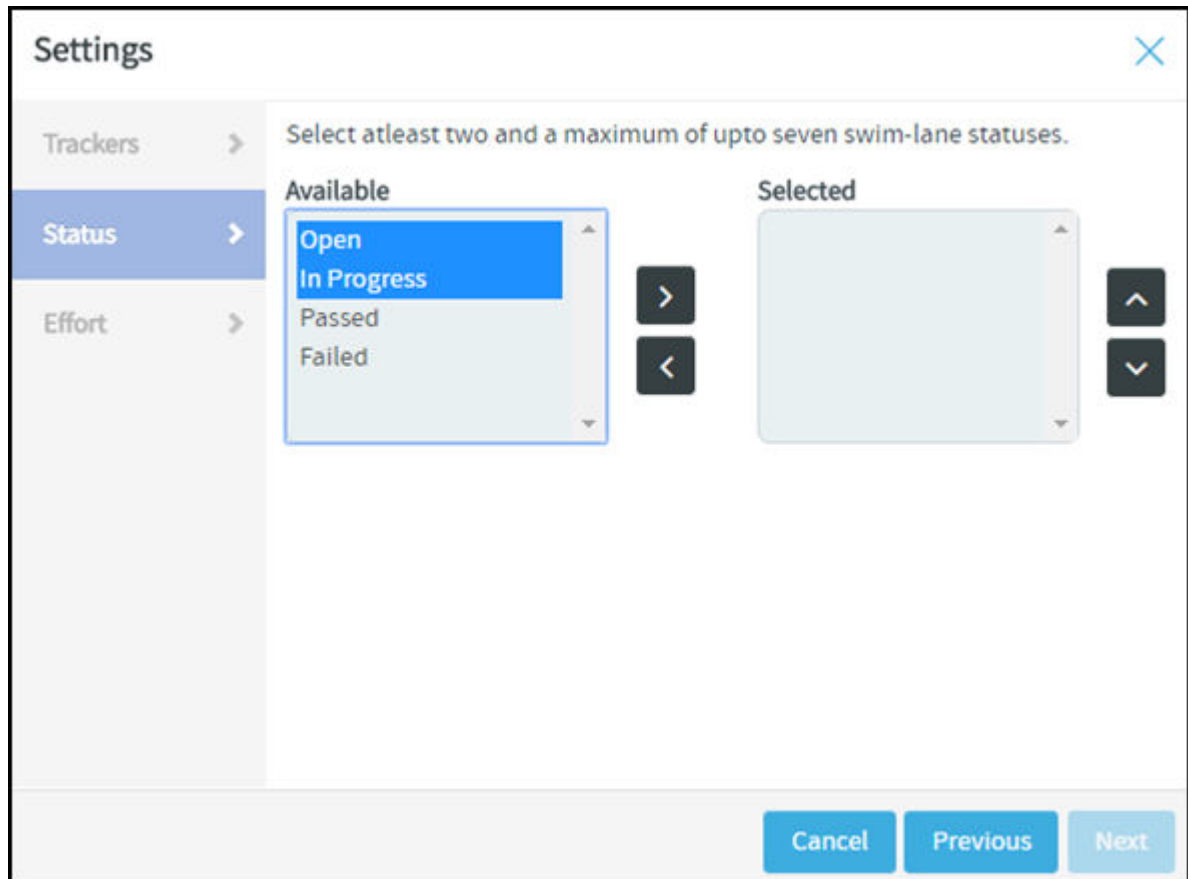 Settings
Trackers
Select atleast two and a maximum of upto seven swim-lane statuses.
Available
Selected
Status
Open
In Progress
Passed
Failed
Effort
Cancel
Previous
Next